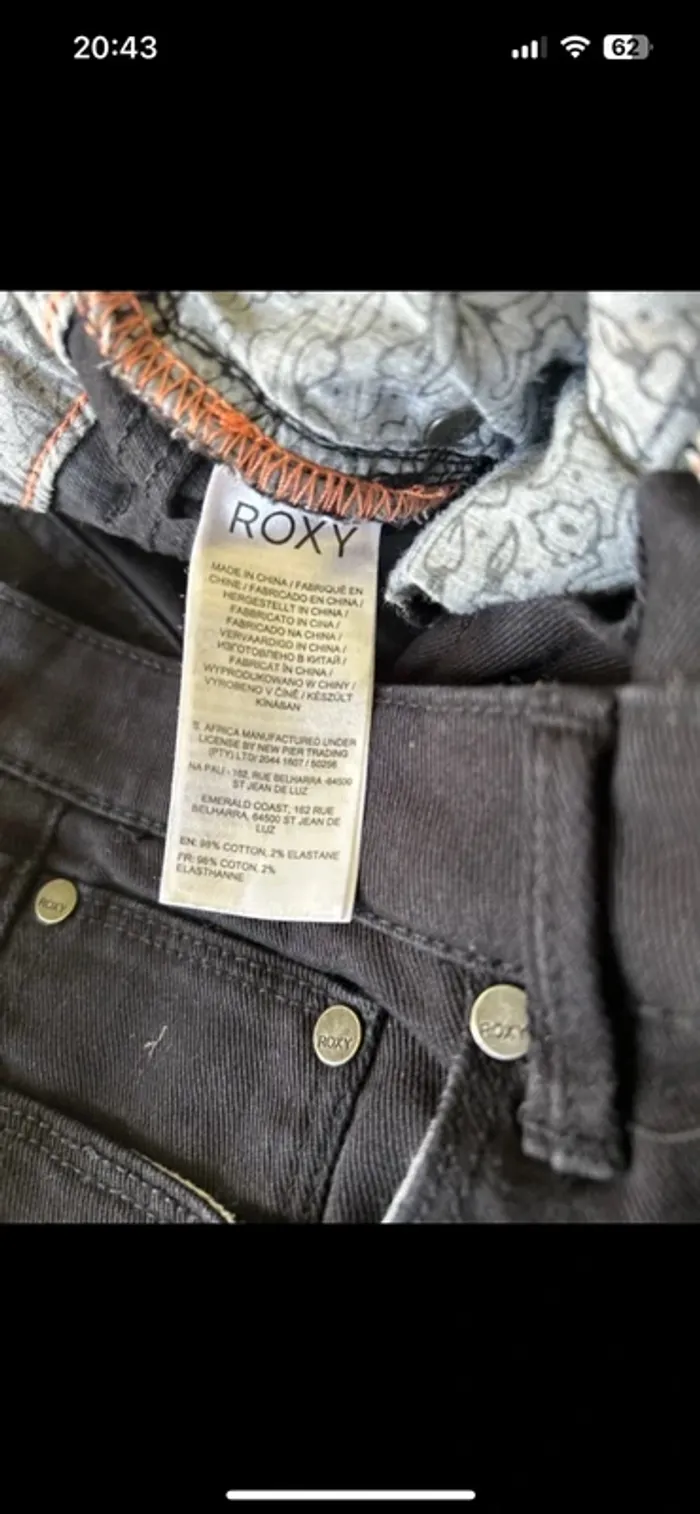 20:43
62
ROXY
MADE IN CHINA / FABRIQUÉ EN
CHINE / FABRICADO EN CHINA /
HERGESTELLT IN CHINA /
FABBRICATO IN CINA /
FABRICADO NA CHINA /
VERVAARDIGD IN CHINA /
ИЗГОТОВЛЕНО В КИТАЙ /
FABRICAT ÎN CHINA /
WYPRODUKOWANO W CHINY /
VYROBENO V ČÍNĚ / KÉSZÜLT
KÍNÁBAN
S. AFRICA MANUFACTURED UNDER
LICENSE BY NEW PIER TRADING
(PTY) LTD/ 2044 1607 / 50206
NA PALI - 162, RUE BELHARRA -64500
ST JEAN DE LUZ
EMERALD COAST, 162 RUE
BELHARRA, 64500 ST JEAN DE
LUZ
EN: 98% COTTON, 2% ELASTANE
FR: 98% COTON, 2%
ELASTHANNE
ROXY
ROXY
ROXY